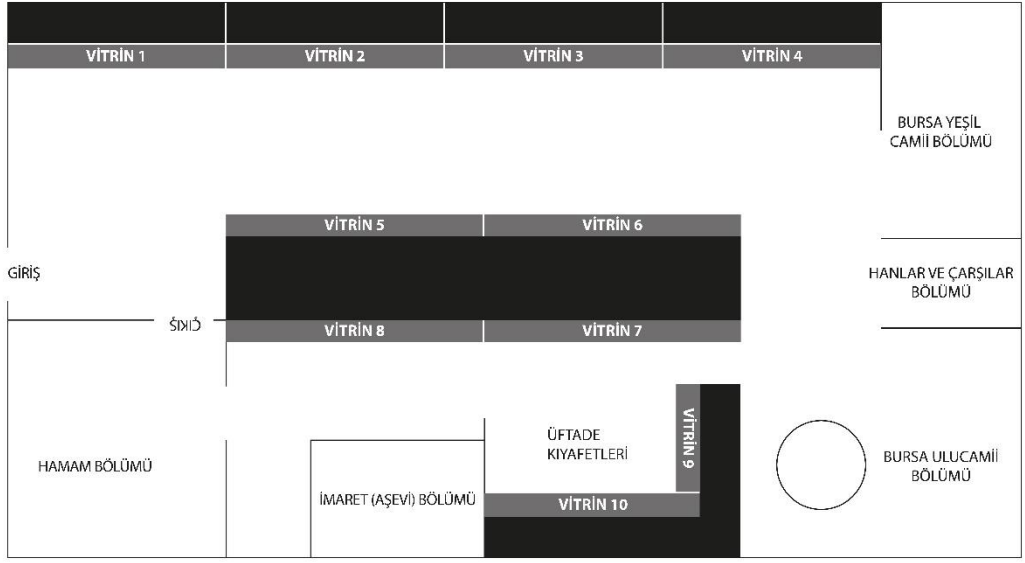 VİTRİN 1
VİTRİN 2
VİTRİN 3
VİTRİN 4
BURSA YEŞİL
CAMİİ BÖLÜMÜ
VİTRİN 5
VİTRİN 6
GİRİŞ
HANLAR VE ÇARŞILAR
BÖLÜMÜ
ÇIKIŞ
VİTRİN 8
VİTRİN 7
VİTRİN 9
ÜFTADE
KIYAFETLERİ
HAMAM BÖLÜMÜ
BURSA ULUCAMİİ
BÖLÜMÜ
İMARET (AŞEVİ) BÖLÜMÜ
VİTRİN 10